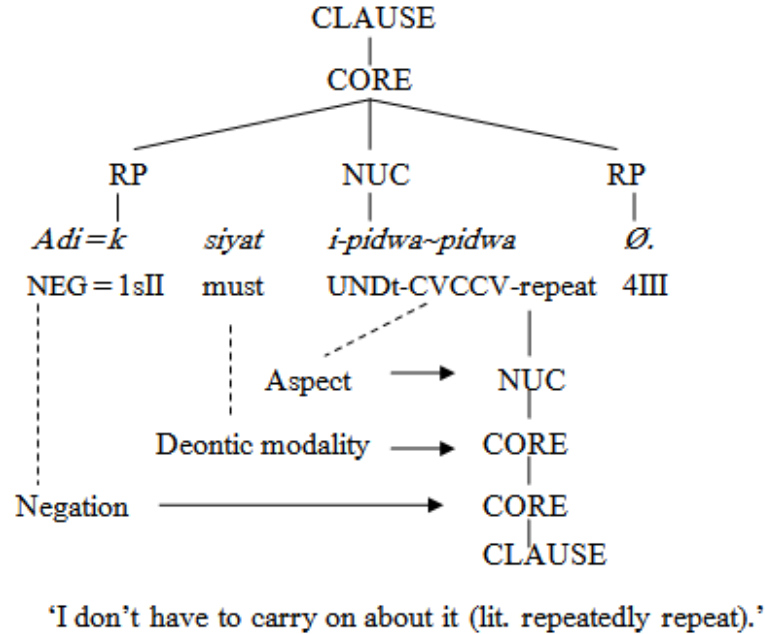 CLAUSE
CORE
RP NUC RP
Adi=k siyat i-pidwa~pidwa Ø.
NEG=1sII must UNDt-CVCCV-repeat 4III
Aspect NUC
Deontic modality CORE
Negation CORE
CLAUSE
‘I don’t have to carry on about it (lit. repeatedly repeat).’